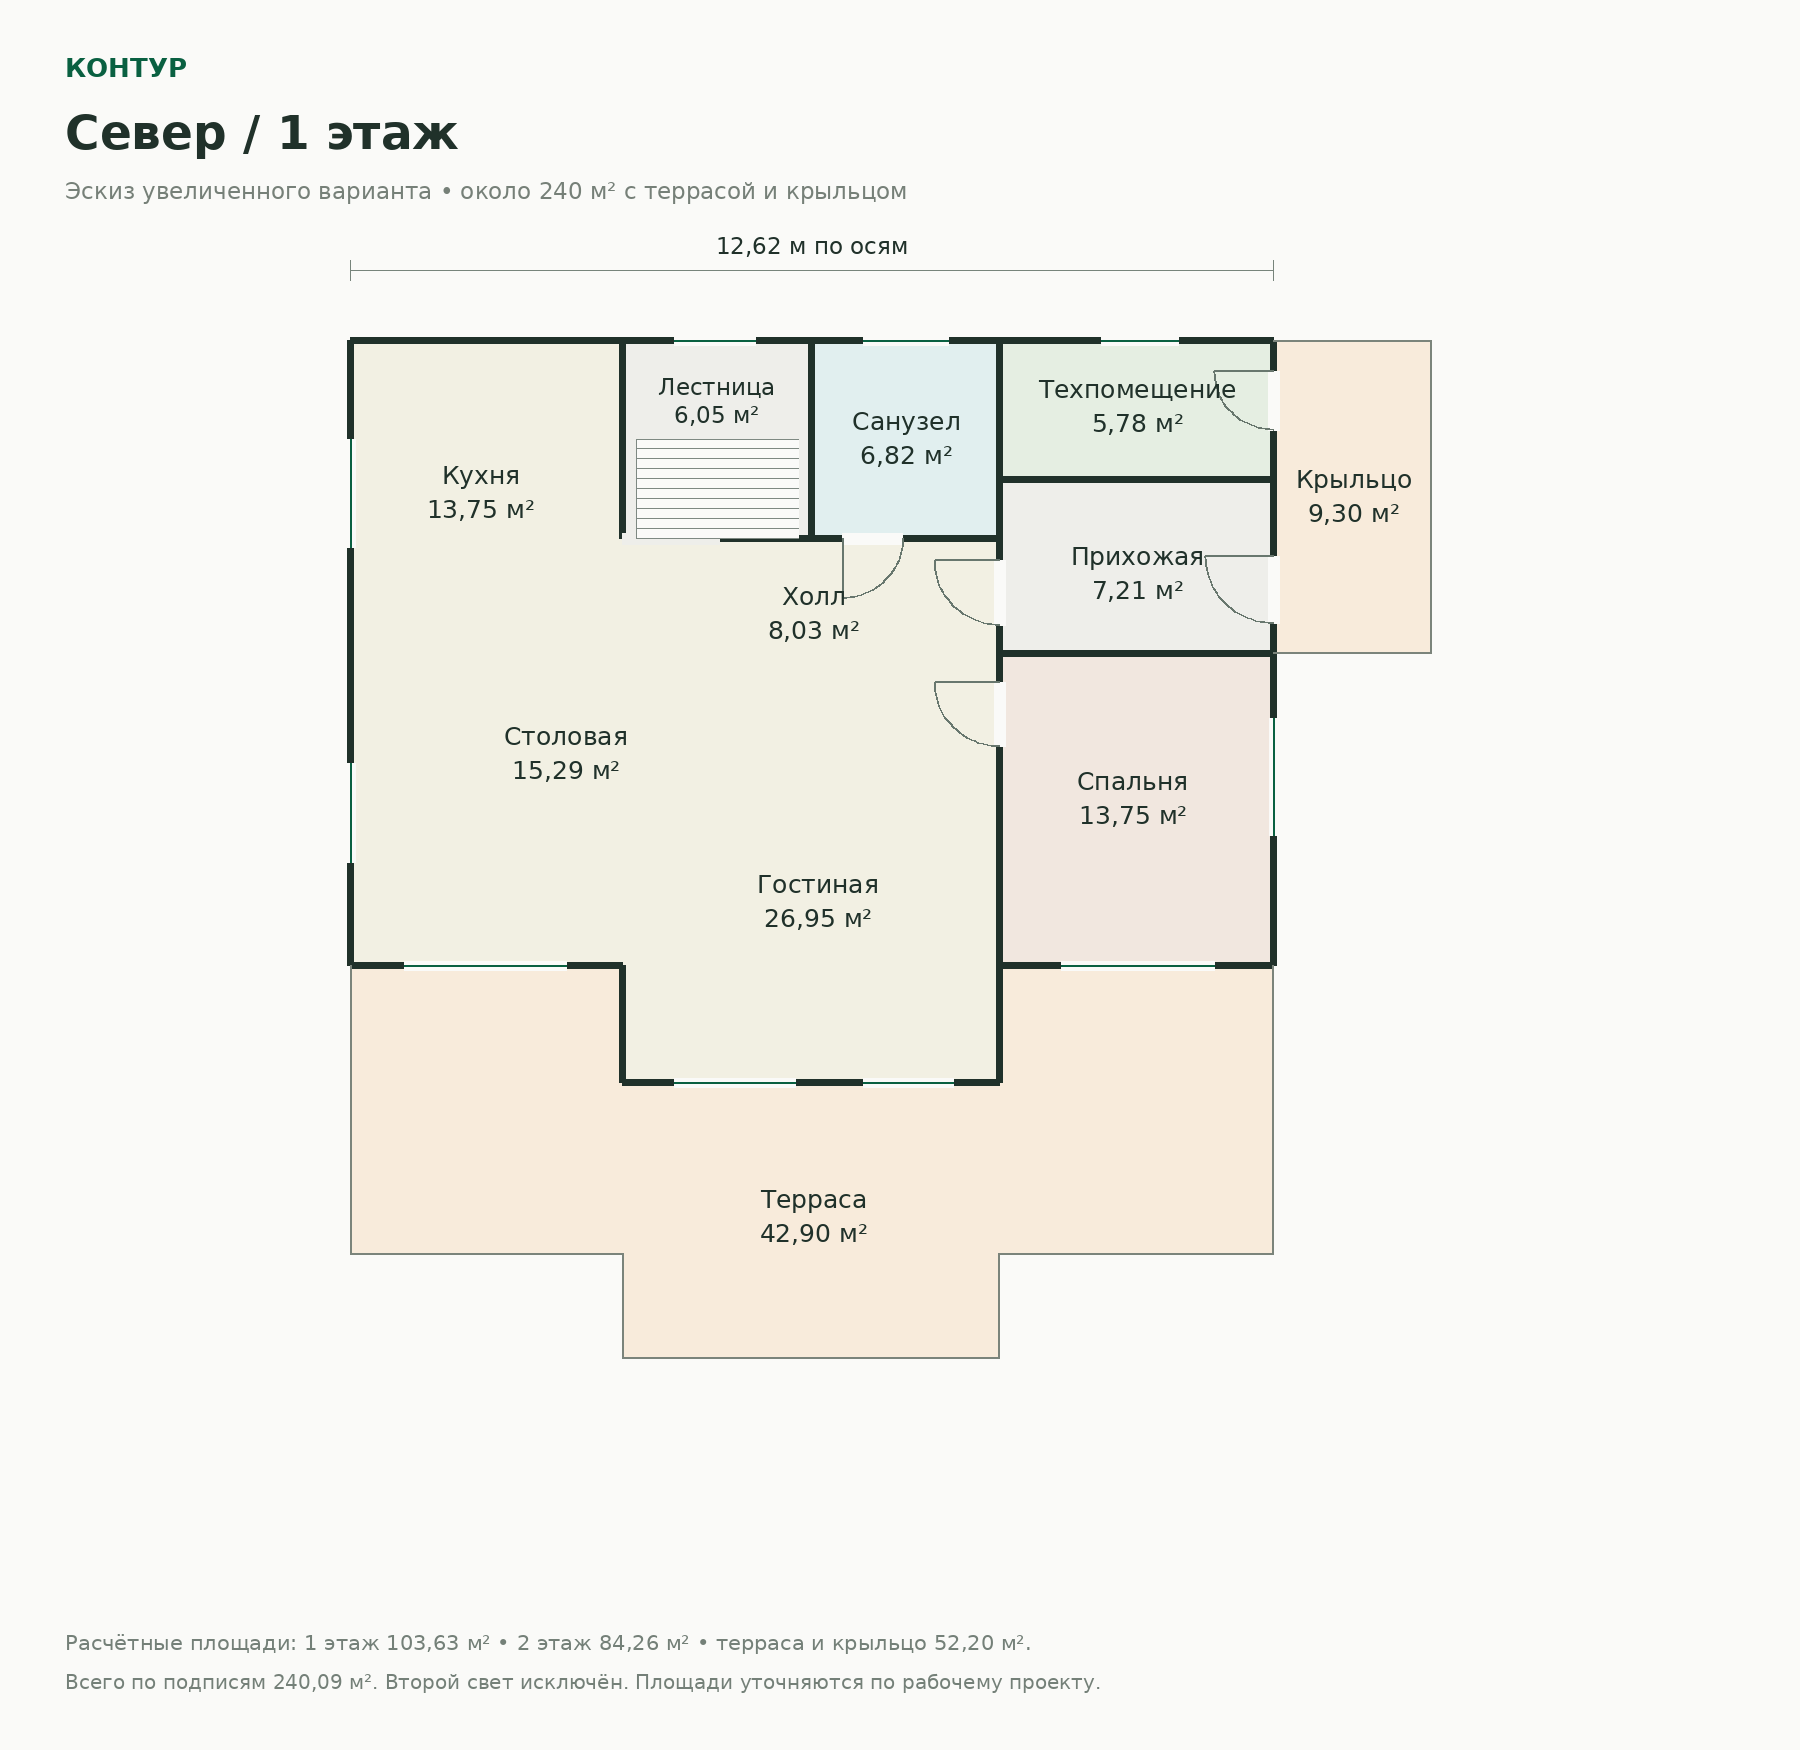 КОНТУР
Север / 1 этаж
Эскиз увеличенного варианта • около 240 м² с террасой и крыльцом
12,62 м по осям
Лестница
6,05 м²
Санузел
6,82 м²
Техпомещение
5,78 м²
Кухня
13,75 м²
Крыльцо
9,30 м²
Прихожая
7,21 м²
Холл
8,03 м²
Столовая
15,29 м²
Спальня
13,75 м²
Гостиная
26,95 м²
Терраса
42,90 м²
Расчётные площади: 1 этаж 103,63 м² • 2 этаж 84,26 м² • терраса и крыльцо 52,20 м².
Всего по подписям 240,09 м². Второй свет исключён. Площади уточняются по рабочему проекту.